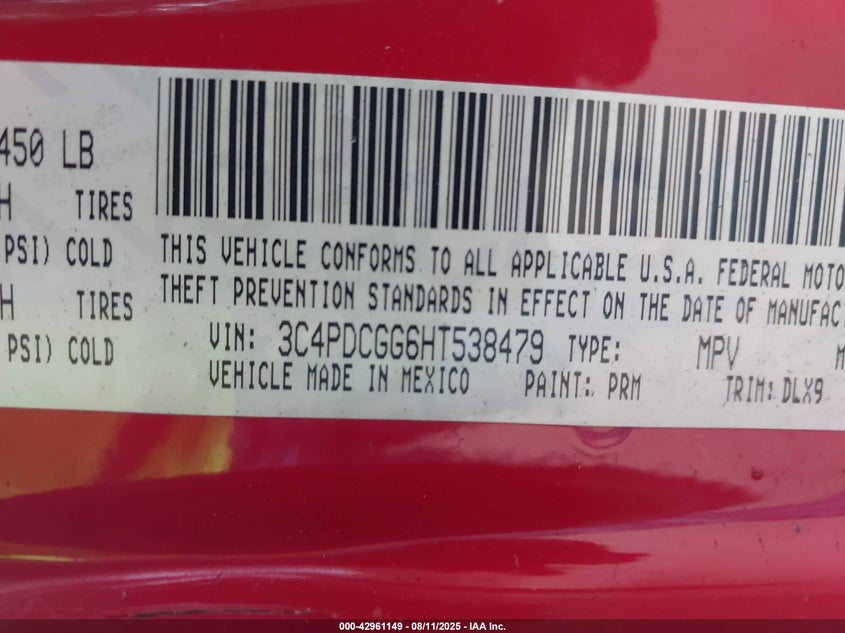 450 LB
H TIRES
PSI) COLD
H TIRES
PSI) COLD
THIS VEHICLE CONFORMS TO ALL APPLICABLE U.S.A. FEDERAL MOTO
THEFT PREVENTION STANDARDS IN EFFECT ON THE DATE OF MANUFAC
VIN: 3C4PDCGG6HT538479 TYPE: MPV M
VEHICLE MADE IN MEXICO PAINT: PRM TRIM: DLX9
000-42961149 - 08/11/2025 - IAA Inc.